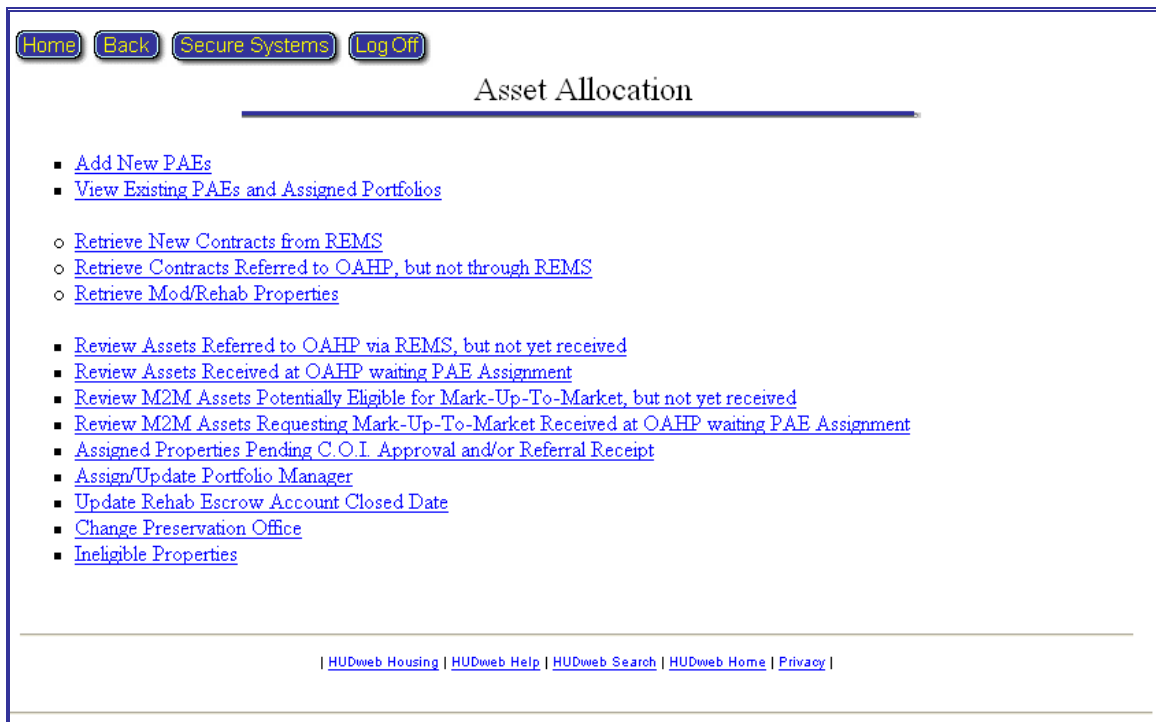 Home Back Secure Systems Log Off
Asset Allocation
Add New PAEs
View Existing PAEs and Assigned Portfolios
Retrieve New Contracts from REMS
Retrieve Contracts Referred to OAHP, but not through REMS
Retrieve Mod/Rehab Properties
Review Assets Referred to OAHP via REMS, but not yet received
Review Assets Received at OAHP waiting PAE Assignment
Review M2M Assets Potentially Eligible for Mark-Up-To-Market, but not yet received
Review M2M Assets Requesting Mark-Up-To-Market Received at OAHP waiting PAE Assignment
Assigned Properties Pending C.O.I. Approval and/or Referral Receipt
Assign/Update Portfolio Manager
Update Rehab Escrow Account Closed Date
Change Preservation Office
Ineligible Properties
| HUDweb Housing | HUDweb Help | HUDweb Search | HUDweb Home | Privacy |